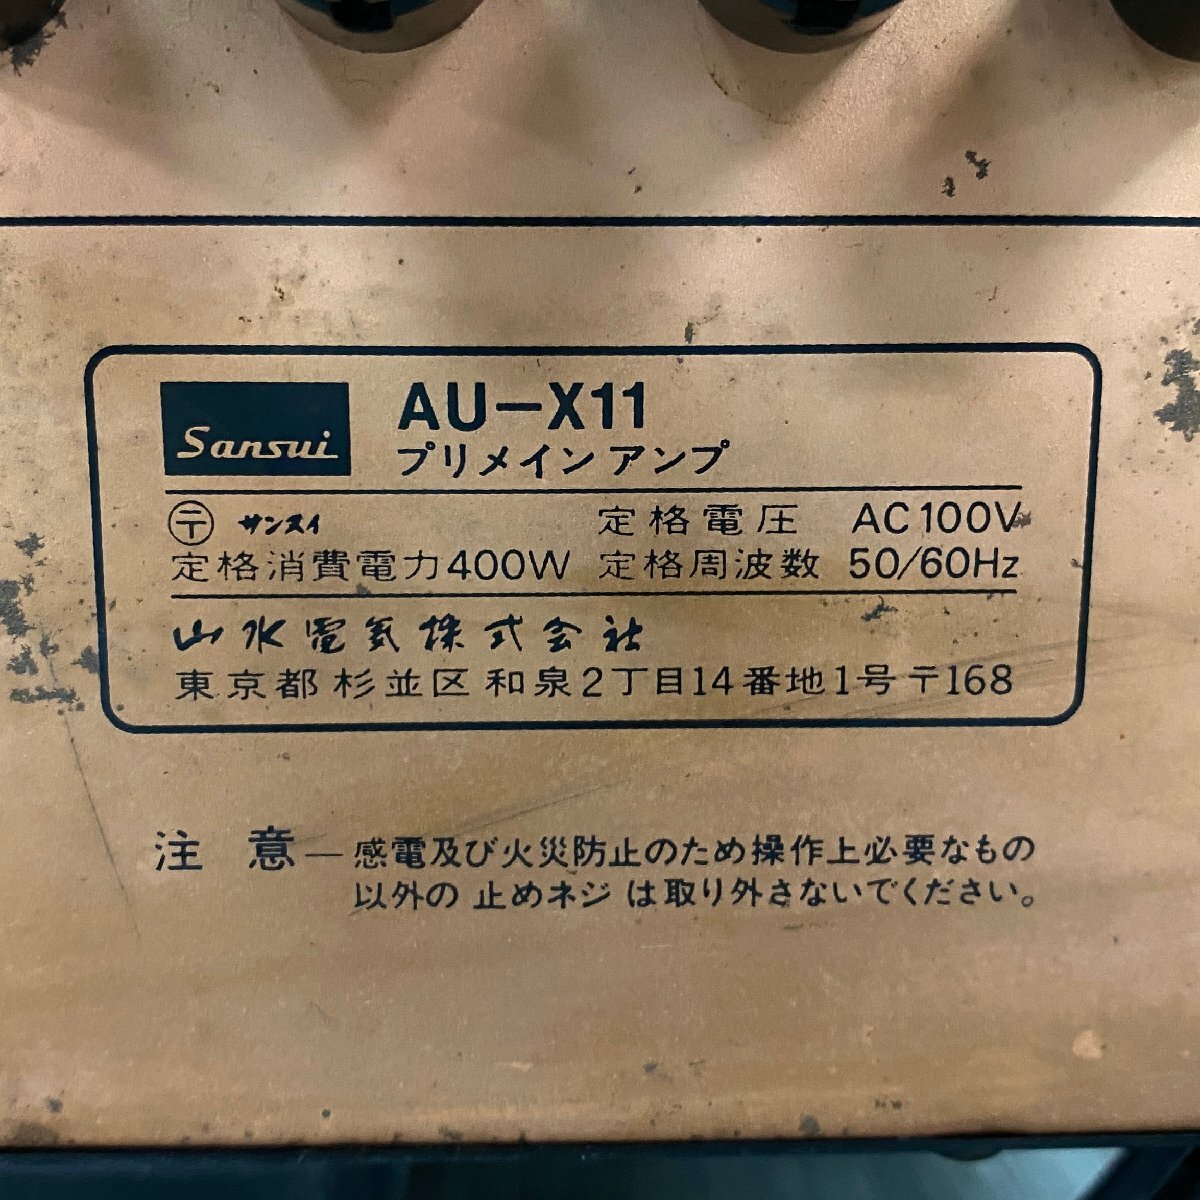 Sansui
AU-X11
プリメインアンプ
〒 サンスイ 定格電圧 AC100V
定格消費電力400W 定格周波数 50/60Hz
山水電気株式会社
東京都杉並区和泉2丁目14番地1号〒168
注意―感電及び火災防止のため操作上必要なもの
以外の止めネジは取り外さないでください。